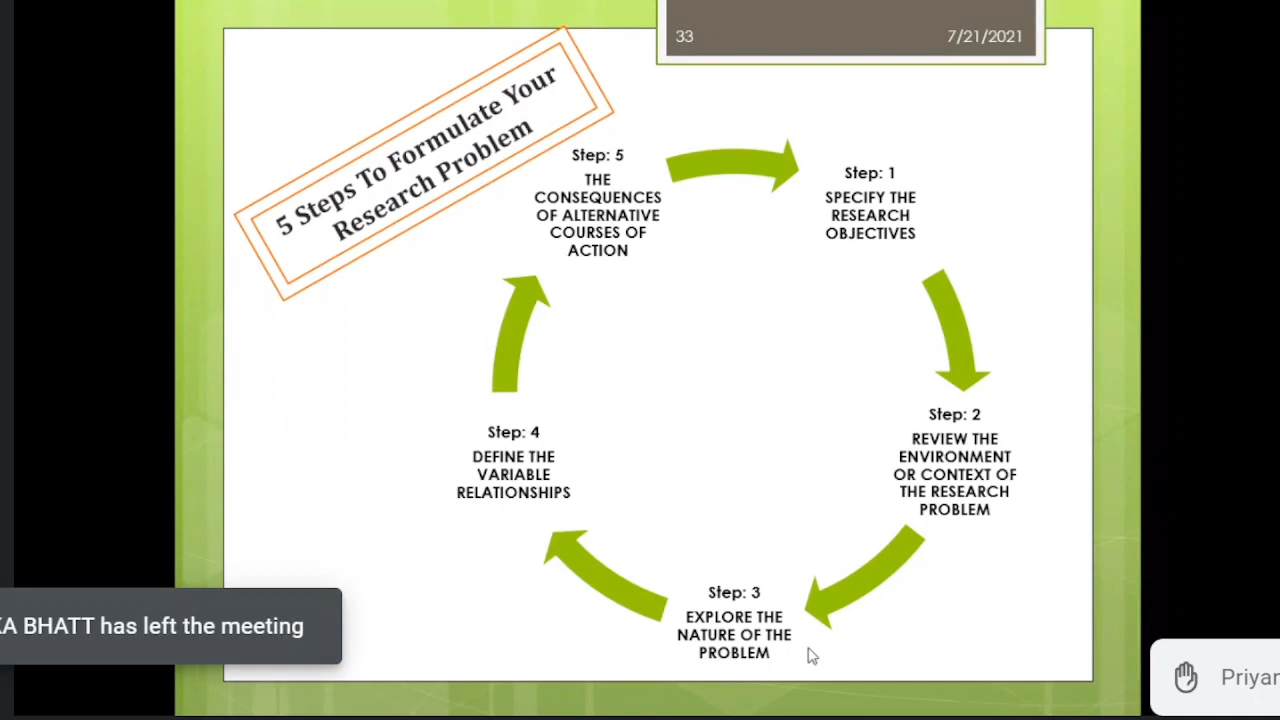 33
7/21/2021
5 Steps To Formulate Your
Research Problem
Step: 1
SPECIFY THE
RESEARCH
OBJECTIVES
Step: 2
REVIEW THE
ENVIRONMENT
OR CONTEXT OF
THE RESEARCH
PROBLEM
Step: 3
EXPLORE THE
NATURE OF THE
PROBLEM
Step: 4
DEFINE THE
VARIABLE
RELATIONSHIPS
Step: 5
THE
CONSEQUENCES
OF ALTERNATIVE
COURSES OF
ACTION
BHATT has left the meeting